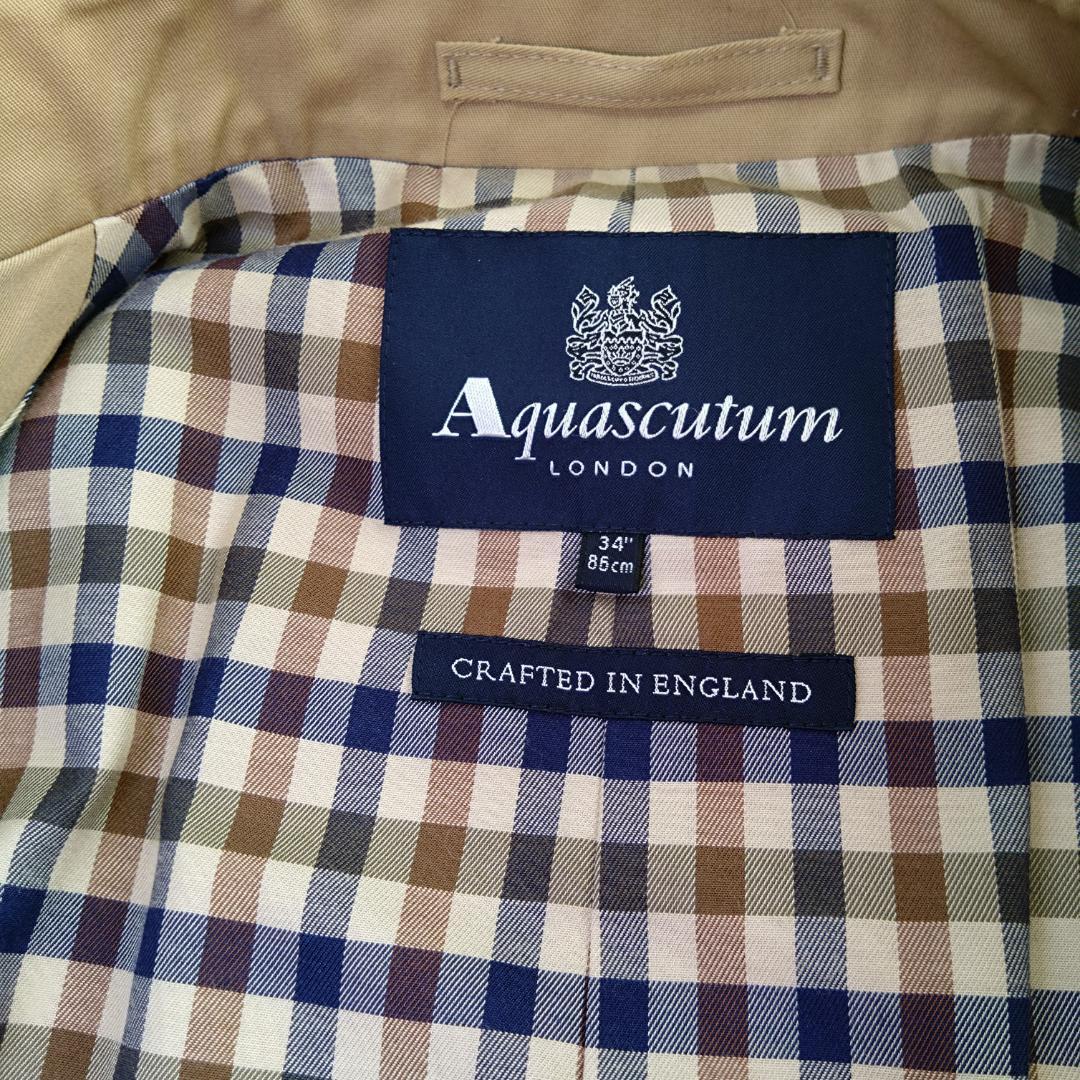 Aquascutum
LONDON
34"
86cm
CRAFTED IN ENGLAND